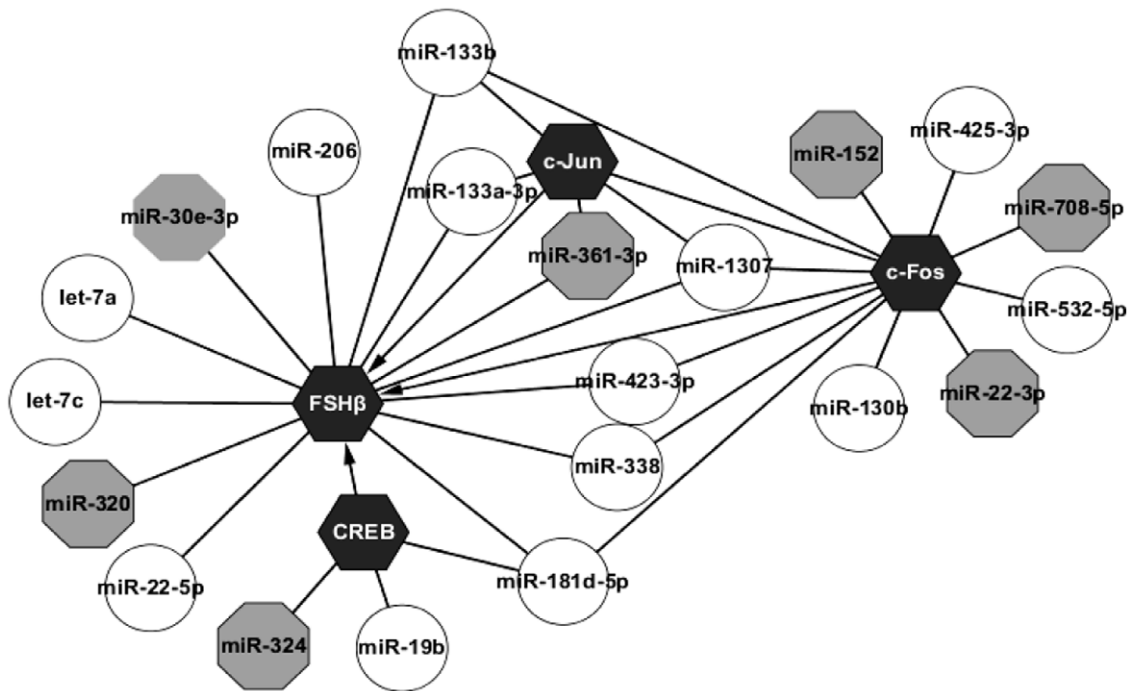 miR-133b
miR-206
c-Jun
miR-152
miR-425-3p
miR-133a-3p
miR-30e-3p
miR-708-5p
miR-361-3p
miR-1307
c-Fos
let-7a
miR-532-5p
miR-423-3p
let-7c
FSHβ
miR-22-3p
miR-130b
miR-338
miR-320
CREB
miR-22-5p
miR-181d-5p
miR-324
miR-19b